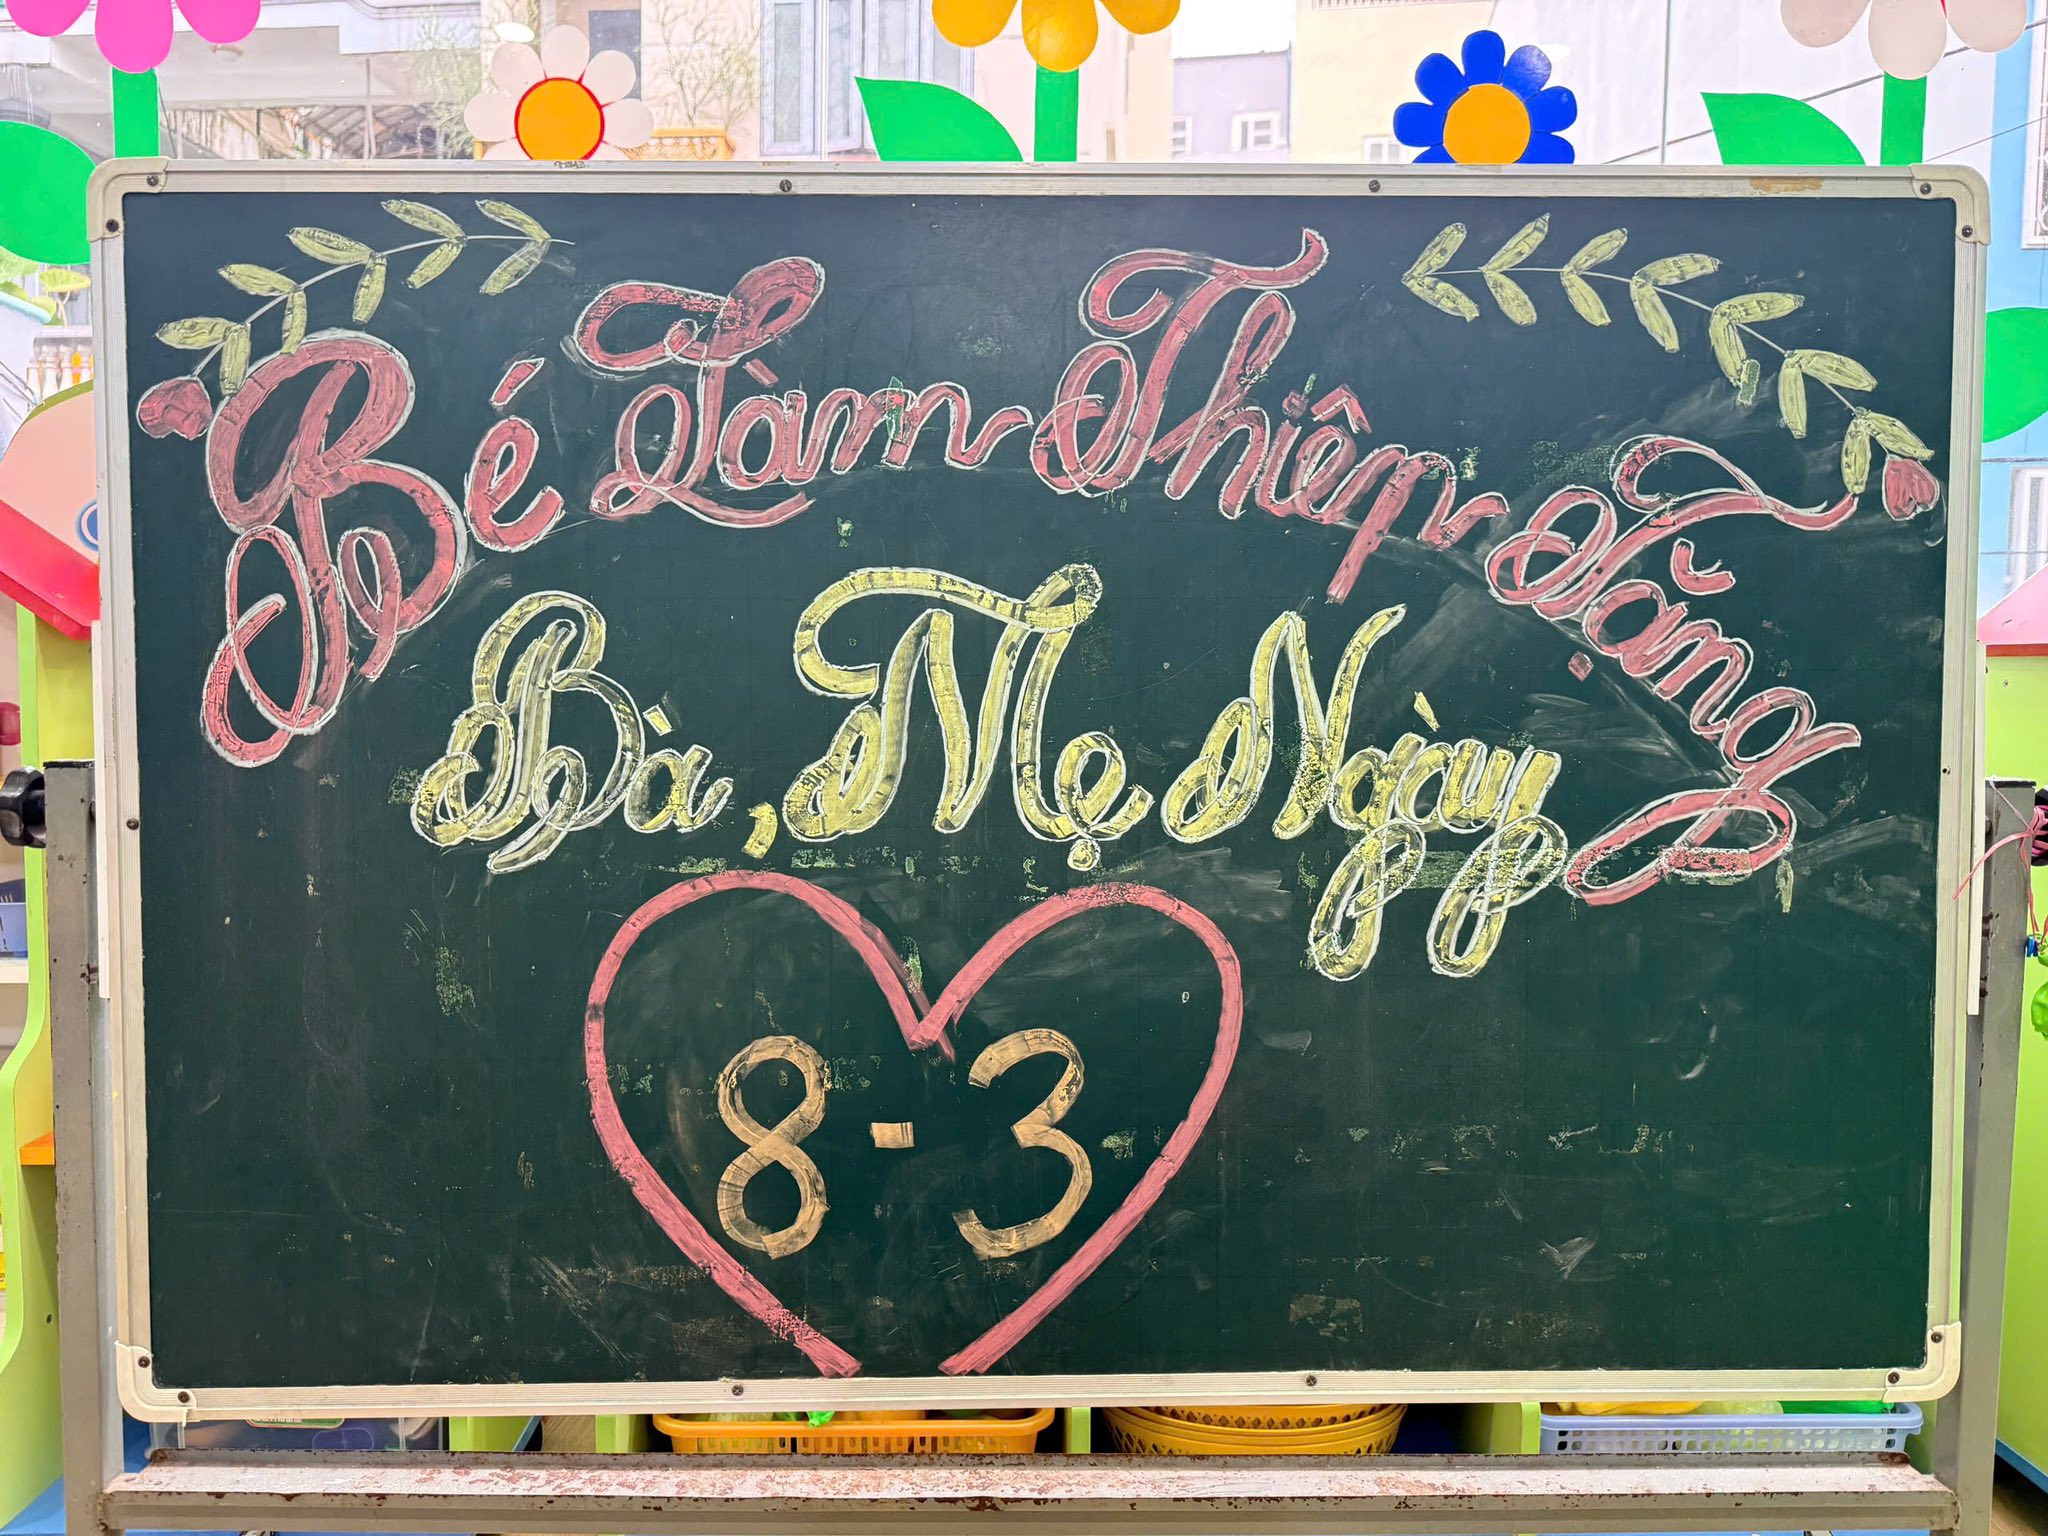 Bé Làm Thiệp Tặng
Bà, Mẹ Ngày
8-3